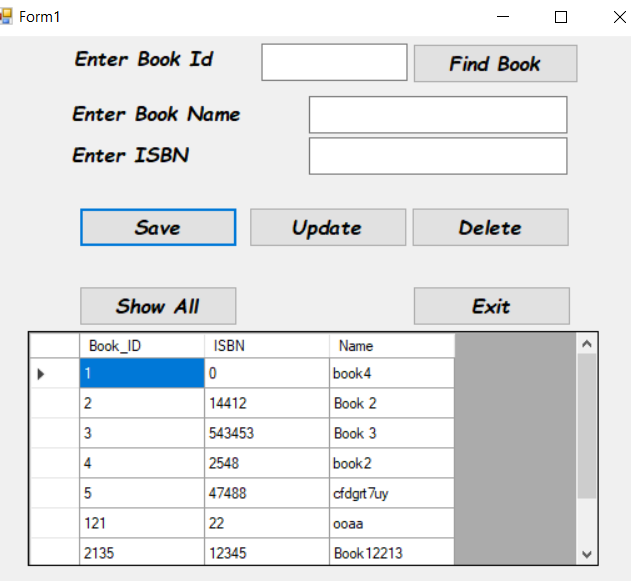 Form1
Enter Book Id Find Book
Enter Book Name
Enter ISBN
Save Update Delete
Show All Exit
Book_ID ISBN Name
1 0 book4
2 14412 Book 2
3 543453 Book 3
4 2548 book2
5 47488 cfdgrt7uy
121 22 ooaa
2135 12345 Book12213